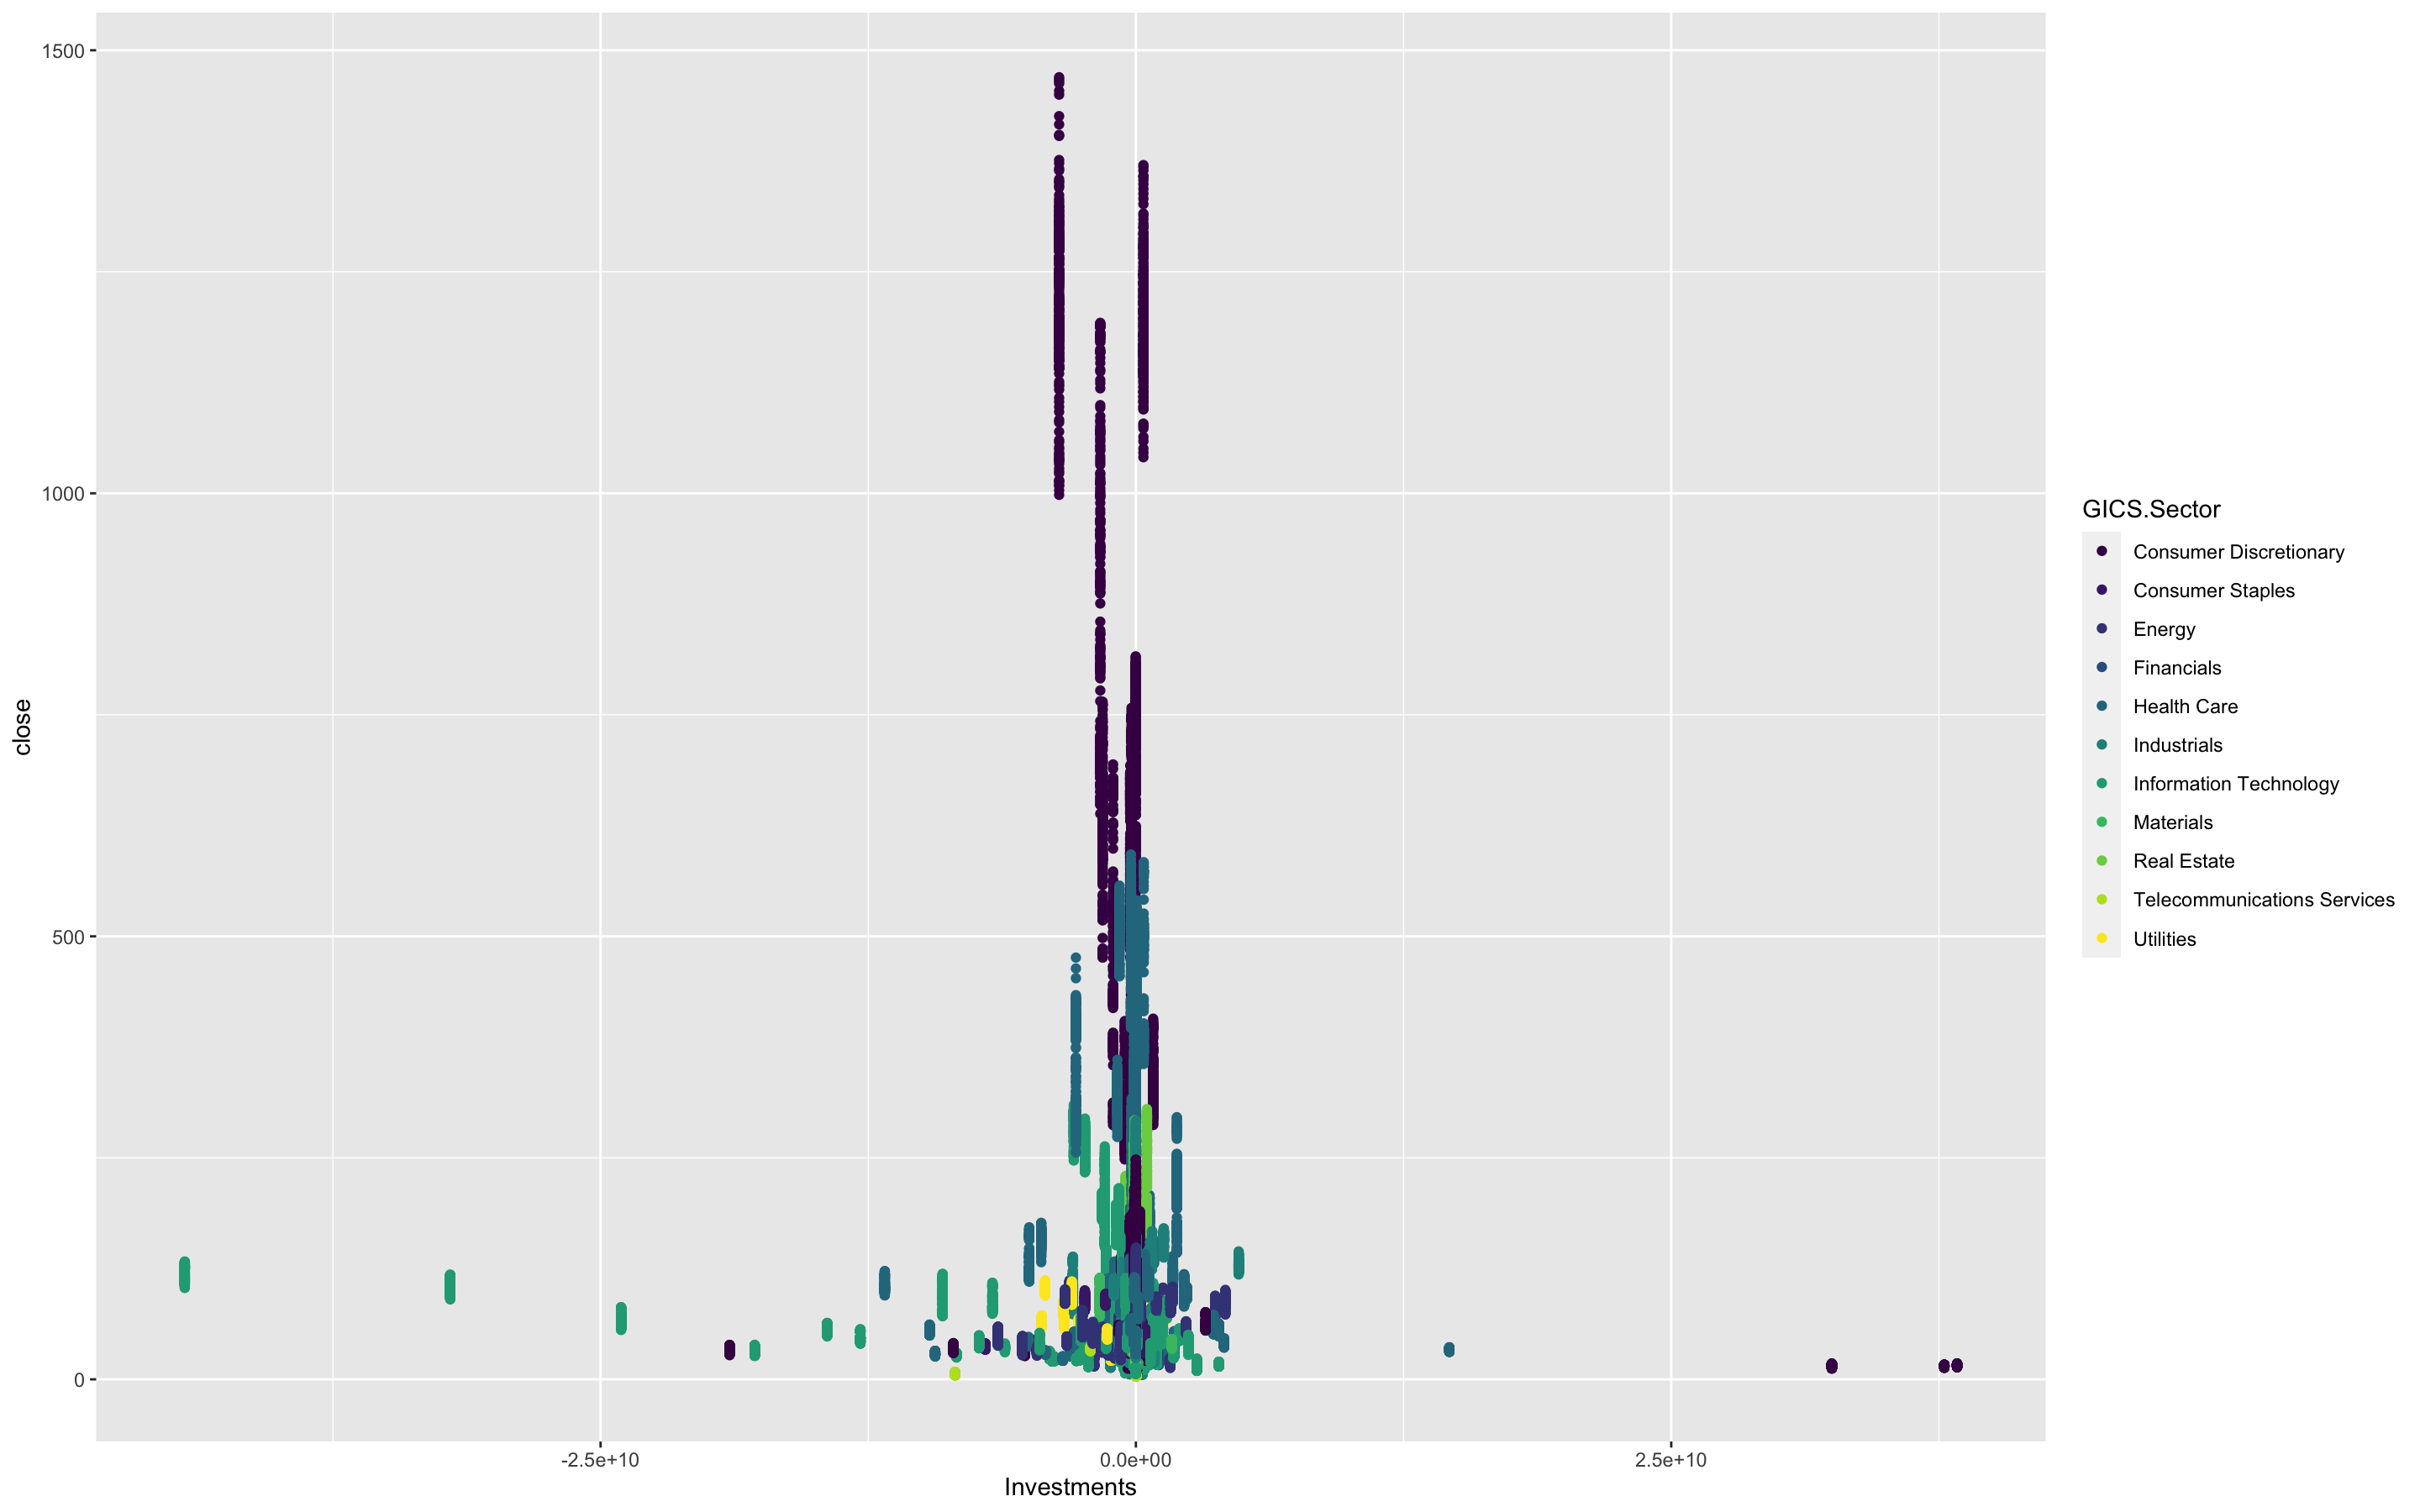 1500
1000
500
0
close
-2.5e+10
0.0e+00
2.5e+10
Investments
GICS.Sector
Consumer Discretionary
Consumer Staples
Energy
Financials
Health Care
Industrials
Information Technology
Materials
Real Estate
Telecommunications Services
Utilities